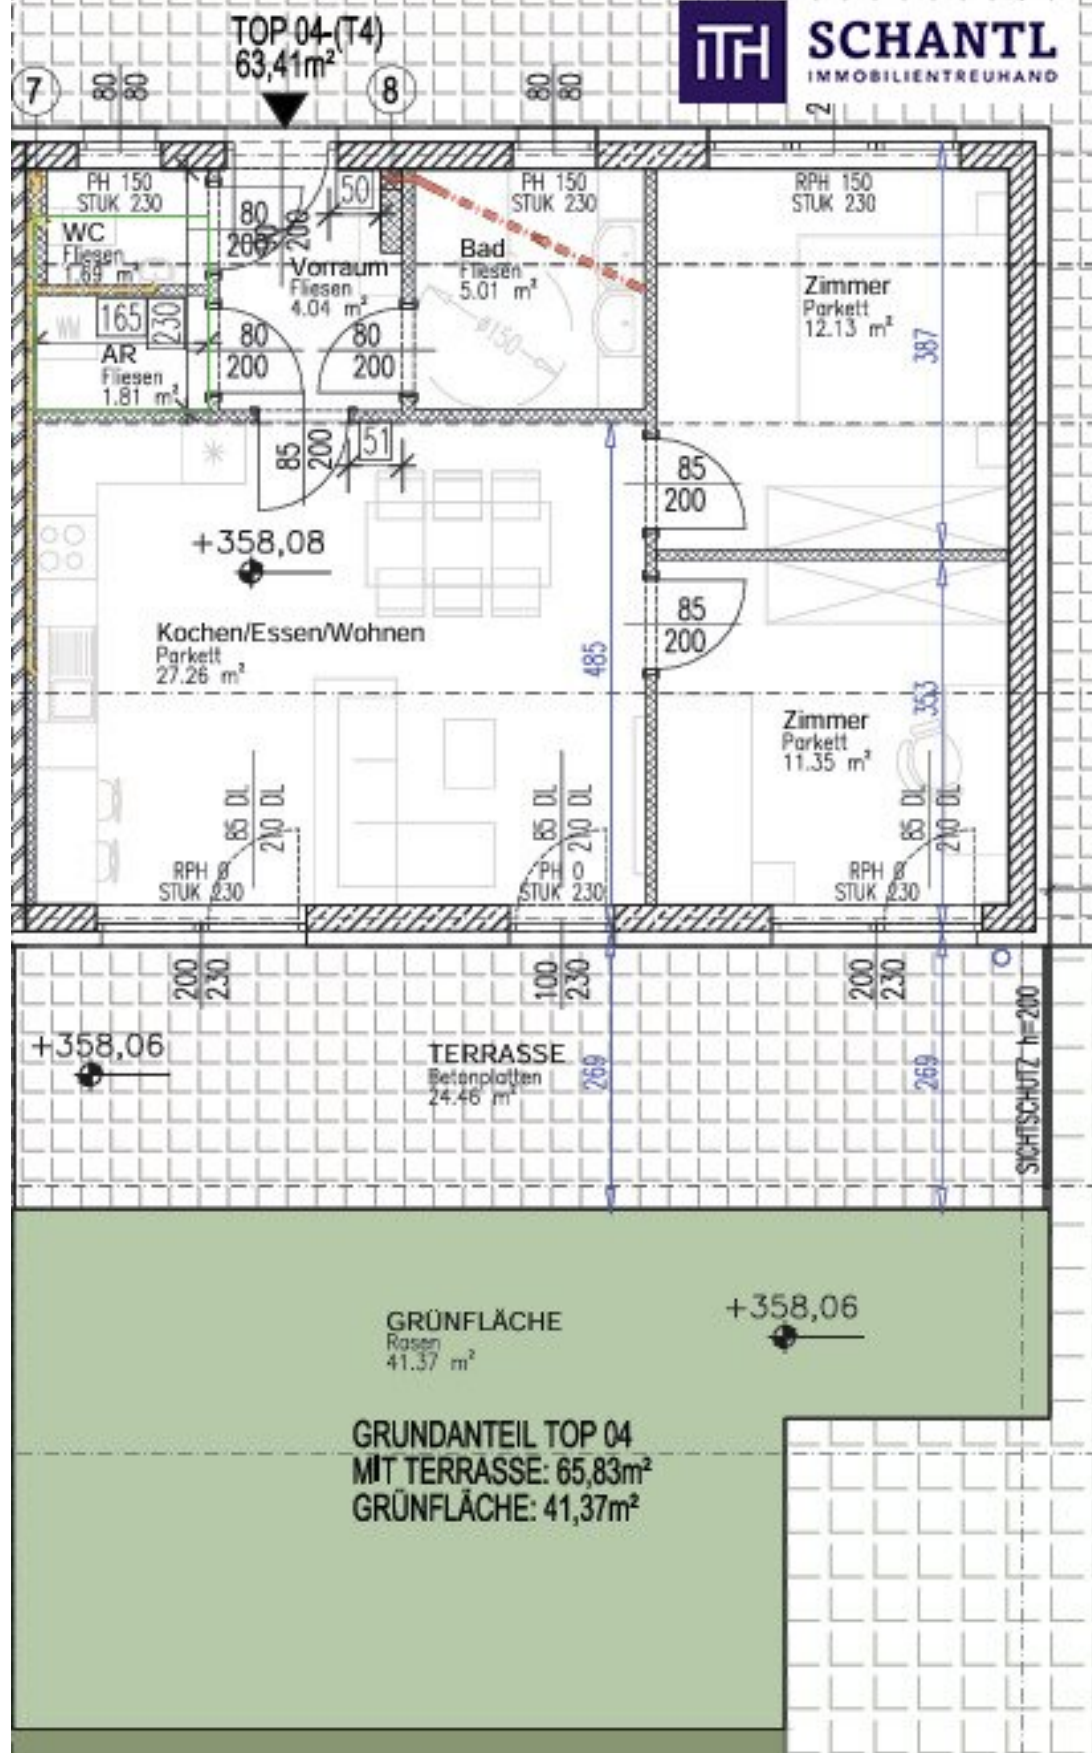 TOP 04-(T4)
63,41m²
ITH
SCHANTL
IMMOBILIENTREUHAND
7
80
80
8
80
80
2
PH 150
STUK 230
WC
Fliesen
1.69 m²
80
200
50
Vorraum
Fliesen
4.04 m²
PH 150
STUK 230
Bad
Fliesen
5.01 m²
ø150
RPH 150
STUK 230
Zimmer
Parkett
12.13 m²
387
WM
165
230
AR
Fliesen
1.81 m²
80
200
80
200
85
200
51
85
200
+358,08
Kochen/Essen/Wohnen
Parkett
27.26 m²
485
85
200
353
Zimmer
Parkett
11.35 m²
85 DL
210 DL
RPH 0
STUK 230
85 DL
210 DL
PH 0
STUK 230
85 DL
210 DL
RPH 0
STUK 230
200
230
100
230
200
230
+358,06
TERRASSE
Betonplatten
24.46 m²
269
269
SICHTSCHUTZ h=200
GRÜNFLÄCHE
Rasen
41.37 m²
+358,06
GRUNDANTEIL TOP 04
MIT TERRASSE: 65,83m²
GRÜNFLÄCHE: 41,37m²